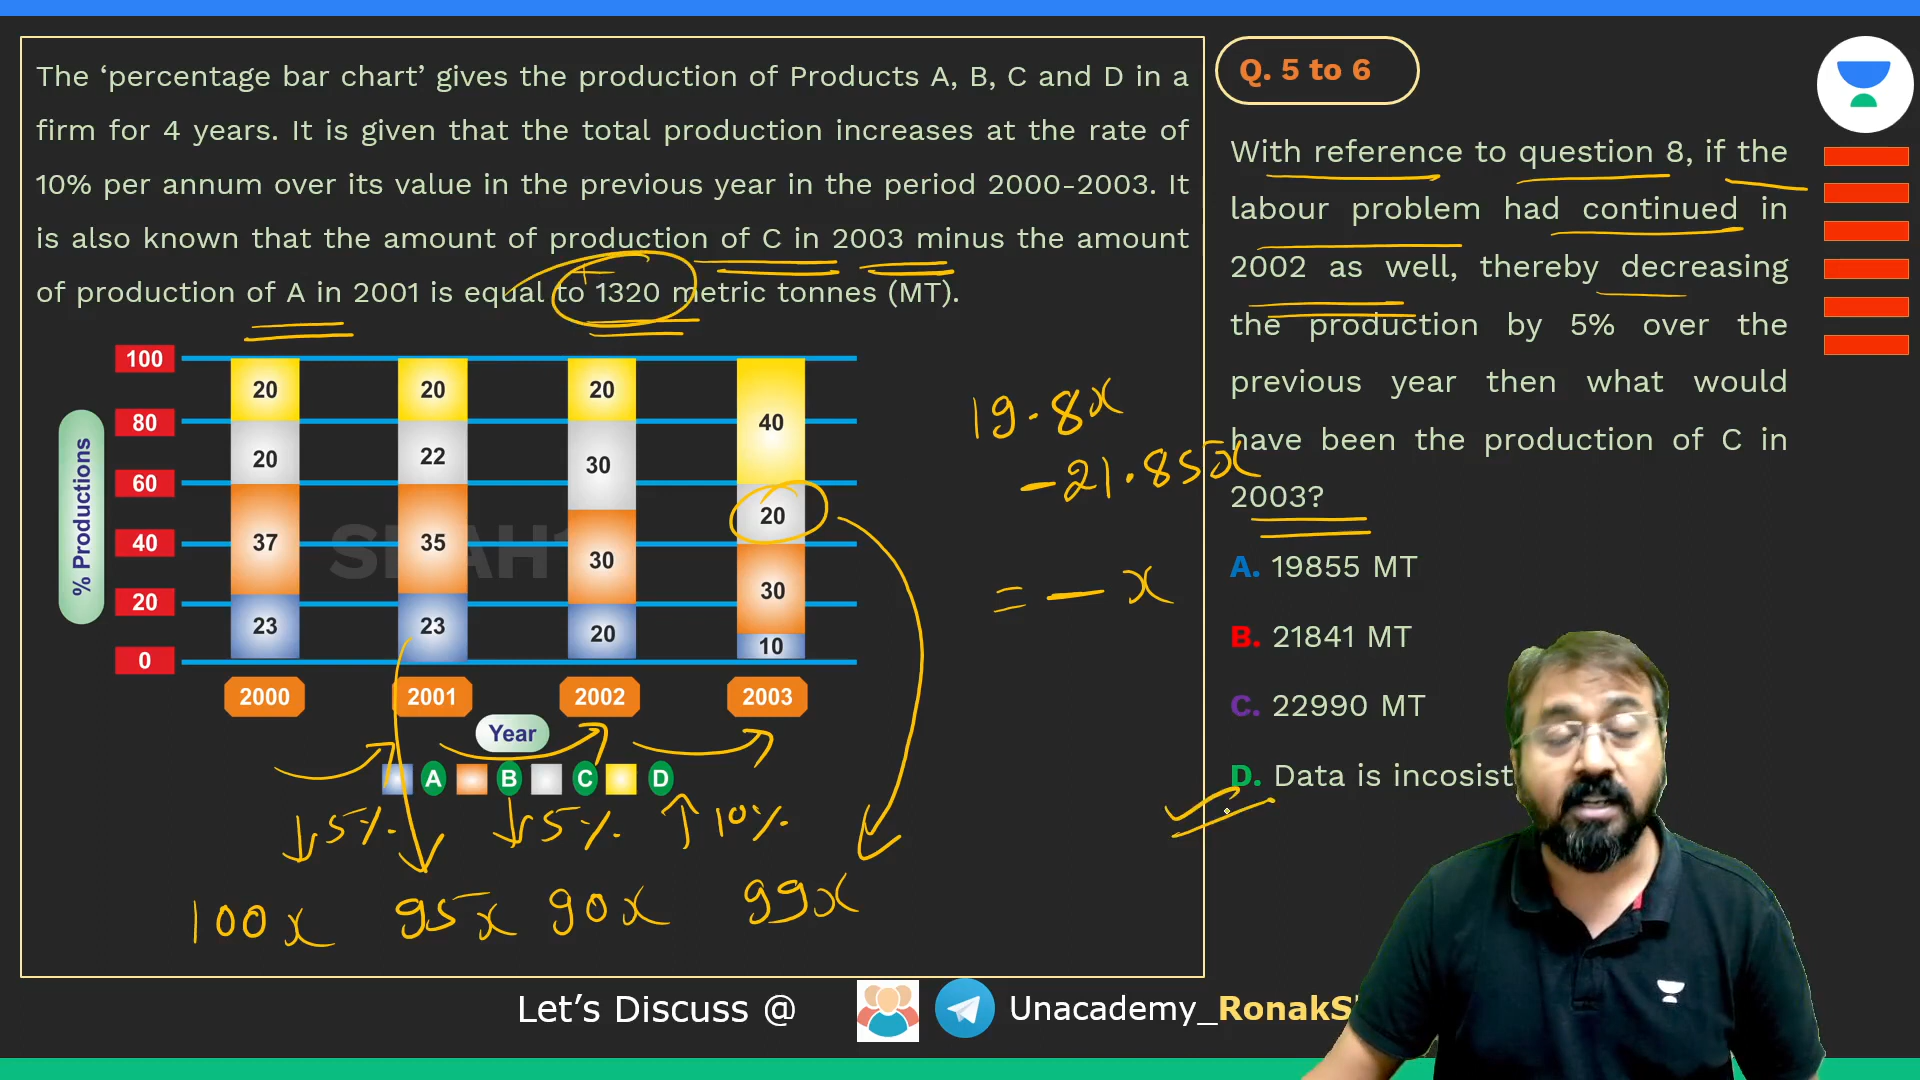 The ‘percentage bar chart’ gives the production of Products A, B, C and D in a
firm for 4 years. It is given that the total production increases at the rate of
10% per annum over its value in the previous year in the period 2000-2003. It
is also known that the amount of production of C in 2003 minus the amount
of production of A in 2001 is equal to 1320 metric tonnes (MT).
Q. 5 to 6
With reference to question 8, if the
labour problem had continued in
2002 as well, thereby decreasing
the production by 5% over the
previous year then what would
have been the production of C in
2003?
A. 19855 MT
B. 21841 MT
C. 22990 MT
D. Data is incosist
% Productions
100
80
60
40
20
0
20 20 20 40
20 22 30 20
37 35 30 30
23 23 20 10
2000 2001 2002 2003
Year
A B C D
↓5% ↓5% ↑10%
100x 95x 90x 99x
19.8x
-21.85x
= - x
Let’s Discuss @
Unacademy_RonakS